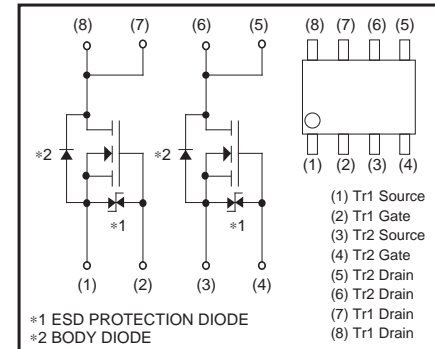 (8) (7) (6) (5)
∗2 ∗2
∗1 ∗1
(1) (2) (3) (4)
∗1 ESD PROTECTION DIODE
∗2 BODY DIODE
(8) (7) (6) (5)
(1) (2) (3) (4)
(1) Tr1 Source
(2) Tr1 Gate
(3) Tr2 Source
(4) Tr2 Gate
(5) Tr2 Drain
(6) Tr2 Drain
(7) Tr1 Drain
(8) Tr1 Drain